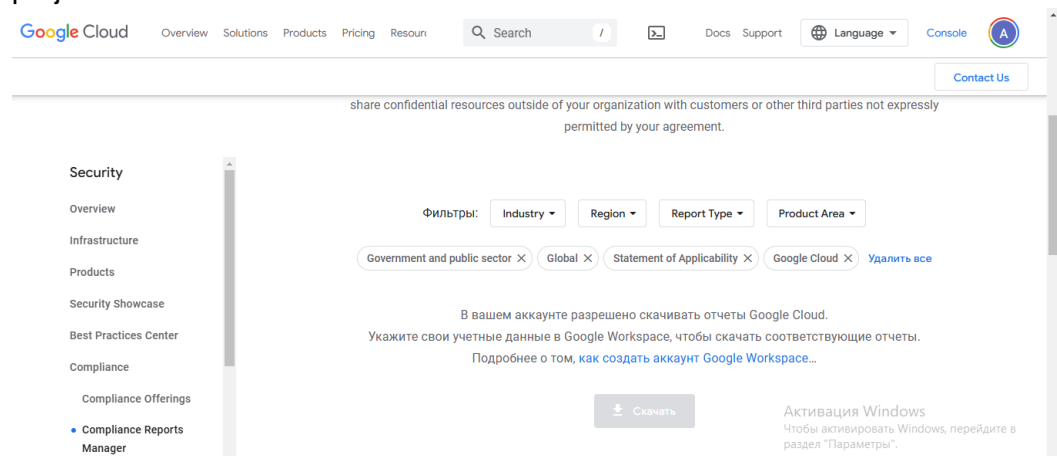 Google Cloud Overview Solutions Products Pricing Search / Docs Support Language Console A
Contact Us
share confidential resources outside of your organization with customers or other third parties not expressly
permitted by your agreement.
Security
Overview
Infrastructure
Products
Security Showcase
Best Practices Center
Compliance
Compliance Offerings
Compliance Reports
Manager
Фильтры: Industry Region Report Type Product Area
Government and public sector Global Statement of Applicability Google Cloud Удалить все
В вашем аккаунте разрешено скачивать отчеты Google Cloud.
Укажите свои учетные данные в Google Workspace, чтобы скачать соответствующие отчеты.
Подробнее о том, как создать аккаунт Google Workspace…
Скачать
Активация Windows
Чтобы активировать Windows, перейдите в
раздел "Параметры".